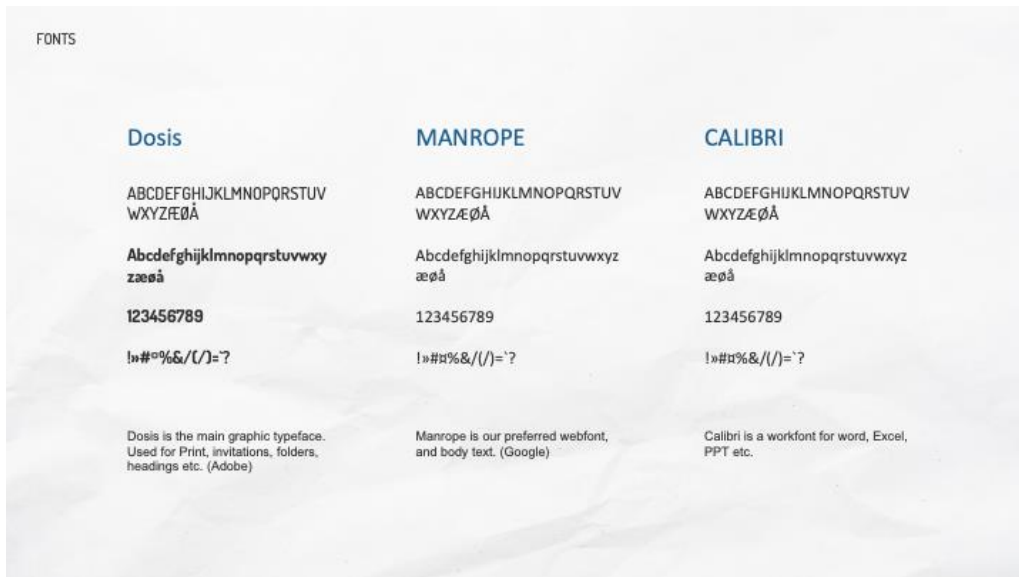 FONTS
Dosis
ABCDEFGHIJKLMNOPQRSTUV
WXYZÆØÅ
Abcdefghijklmnopqrstuvwxy
zæøå
123456789
!»#¤%&/(/)=`?
Dosis is the main graphic typeface.
Used for Print, invitations, folders,
headings etc. (Adobe)
MANROPE
ABCDEFGHIJKLMNOPQRSTUV
WXYZÆØÅ
Abcdefghijklmnopqrstuvwxyz
æøå
123456789
!»#¤%&/(/)=`?
Manrope is our preferred webfont,
and body text. (Google)
CALIBRI
ABCDEFGHIJKLMNOPQRSTUV
WXYZÆØÅ
Abcdefghijklmnopqrstuvwxyz
æøå
123456789
!»#¤%&/(/)=`?
Calibri is a workfont for word, Excel,
PPT etc.